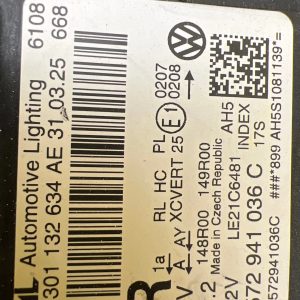 Automotive Lighting 6108
301 132 634 AE 31.03.25 668
1a RL HC PL 0207
A AY XCVERT 25 E1 0208
148R00 149R00
Made in Czech Republic
LE21C6481 AH5
572 941 036 C INDEX 17S
572941036C ###*899 AH5S1081139*=